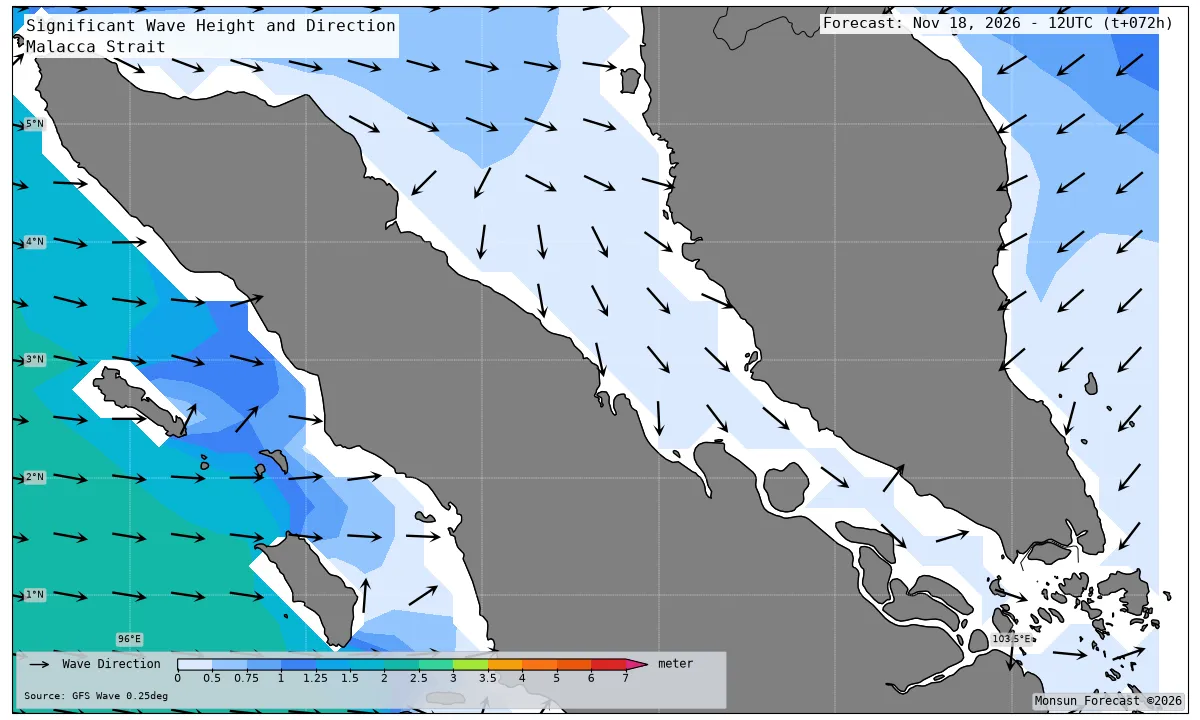 Significant Wave Height and Direction
Malacca Strait
Forecast: Nov 18, 2026 - 12UTC (t+072h)
5°N
4°N
3°N
2°N
1°N
96°E
103.5°E
Wave Direction
0 0.5 0.75 1 1.25 1.5 2 2.5 3 3.5 4 5 6 7
meter
Source: GFS Wave 0.25deg
Monsun Forecast ©2026